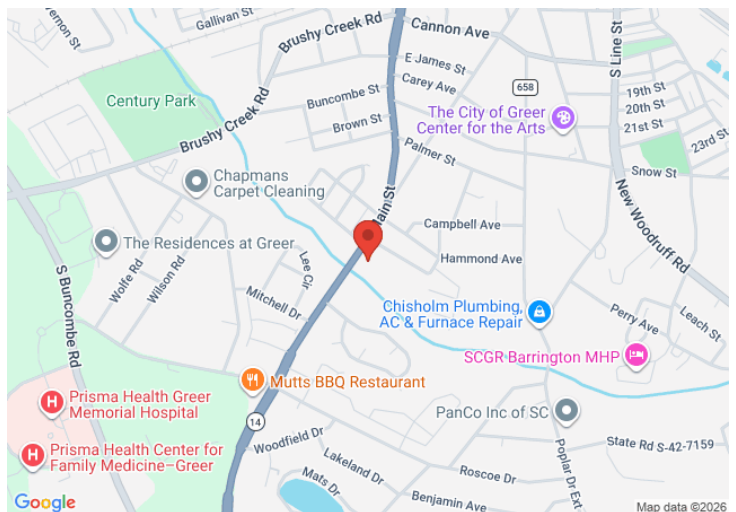 Gallivan St
Vernon St
Brushy Creek Rd
Cannon Ave
S Line St
E James St
Carey Ave
658
19th St
20th St
21st St
23rd St
Century Park
Buncombe St
The City of Greer
Center for the Arts
Brown St
Brushy Creek Rd
Palmer St
Snow St
Chapmans
Carpet Cleaning
New Woodruff Rd
Main St
Campbell Ave
The Residences at Greer
Hammond Ave
Lee Cir
Wolfe Rd
Wilson Rd
S Buncombe Rd
Mitchell Dr
Chisholm Plumbing,
AC & Furnace Repair
Perry Ave
Leach St
SCGR Barrington MHP
Mutts BBQ Restaurant
H
Prisma Health Greer
Memorial Hospital
PanCo Inc of SC
14
Woodfield Dr
State Rd S-42-7159
H
Prisma Health Center for
Family Medicine–Greer
Poplar Dr Ext
Lakeland Dr
Roscoe Dr
Mats Dr
Benjamin Ave
Google
Map data ©2026